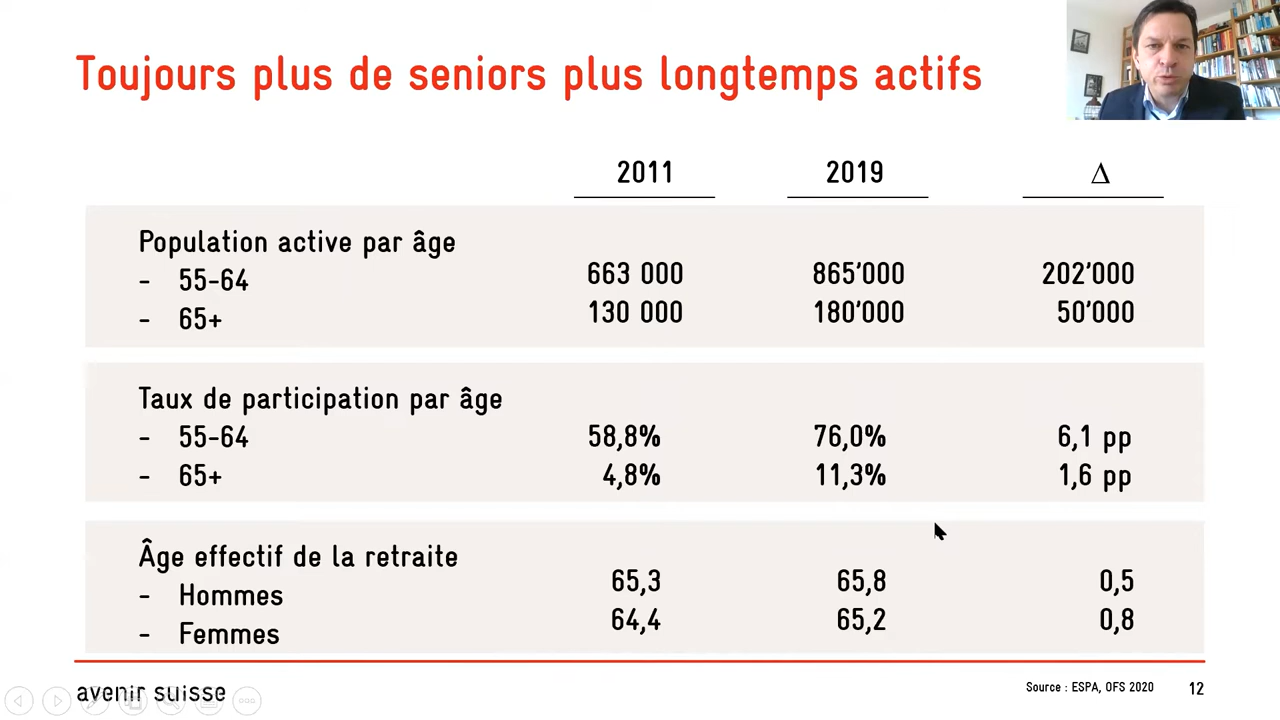 Toujours plus de seniors plus longtemps actifs
2011 2019 Δ
Population active par âge
- 55-64 663 000 865’000 202’000
- 65+ 130 000 180’000 50’000
Taux de participation par âge
- 55-64 58,8% 76,0% 6,1 pp
- 65+ 4,8% 11,3% 1,6 pp
Âge effectif de la retraite
- Hommes 65,3 65,8 0,5
- Femmes 64,4 65,2 0,8
avenir suisse Source : ESPA, OFS 2020 12